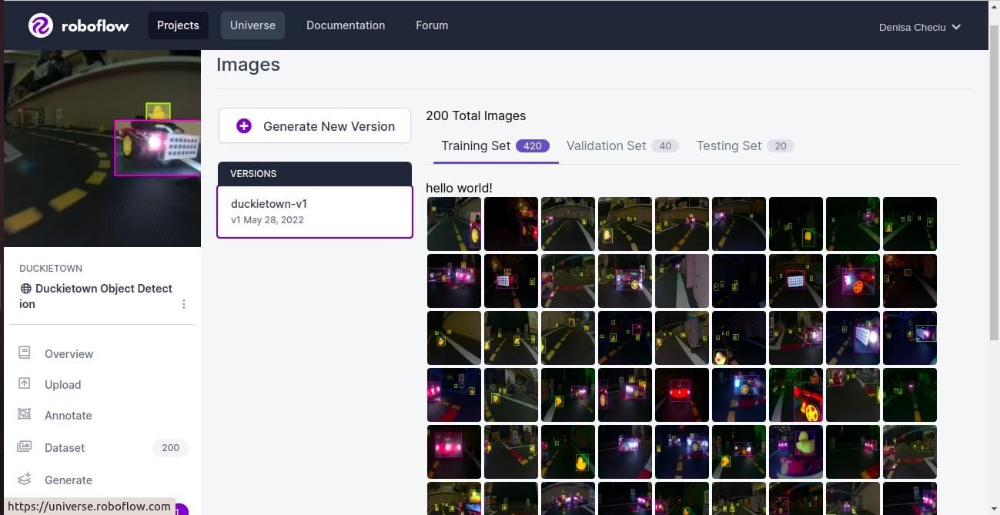 roboflow
Projects
Universe
Documentation
Forum
Denisa Checiu
Images
Generate New Version
200 Total Images
Training Set 420
Validation Set 40
Testing Set 20
VERSIONS
duckietown-v1
v1 May 28, 2022
hello world!
DUCKIETOWN
Duckietown Object Detect
ion
Overview
Upload
Annotate
Dataset 200
Generate
1
https://universe.roboflow.com